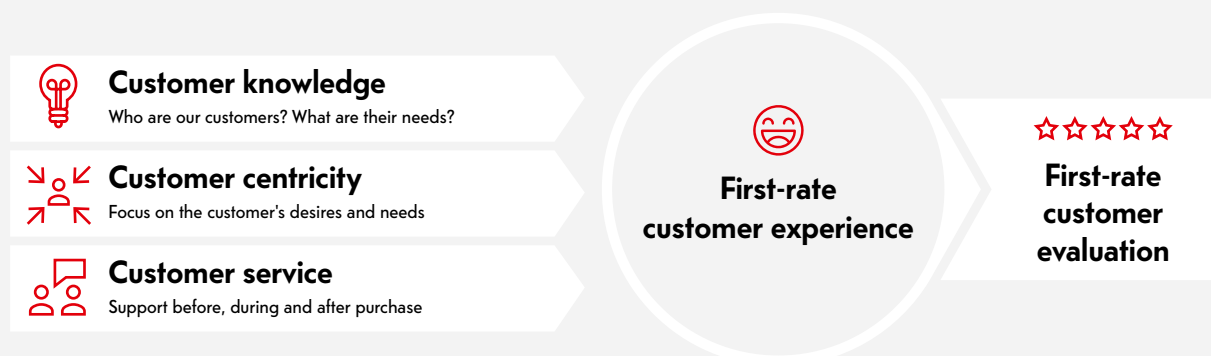 Customer knowledge
Who are our customers? What are their needs?
Customer centricity
Focus on the customer's desires and needs
Customer service
Support before, during and after purchase
First-rate
customer experience
First-rate
customer
evaluation